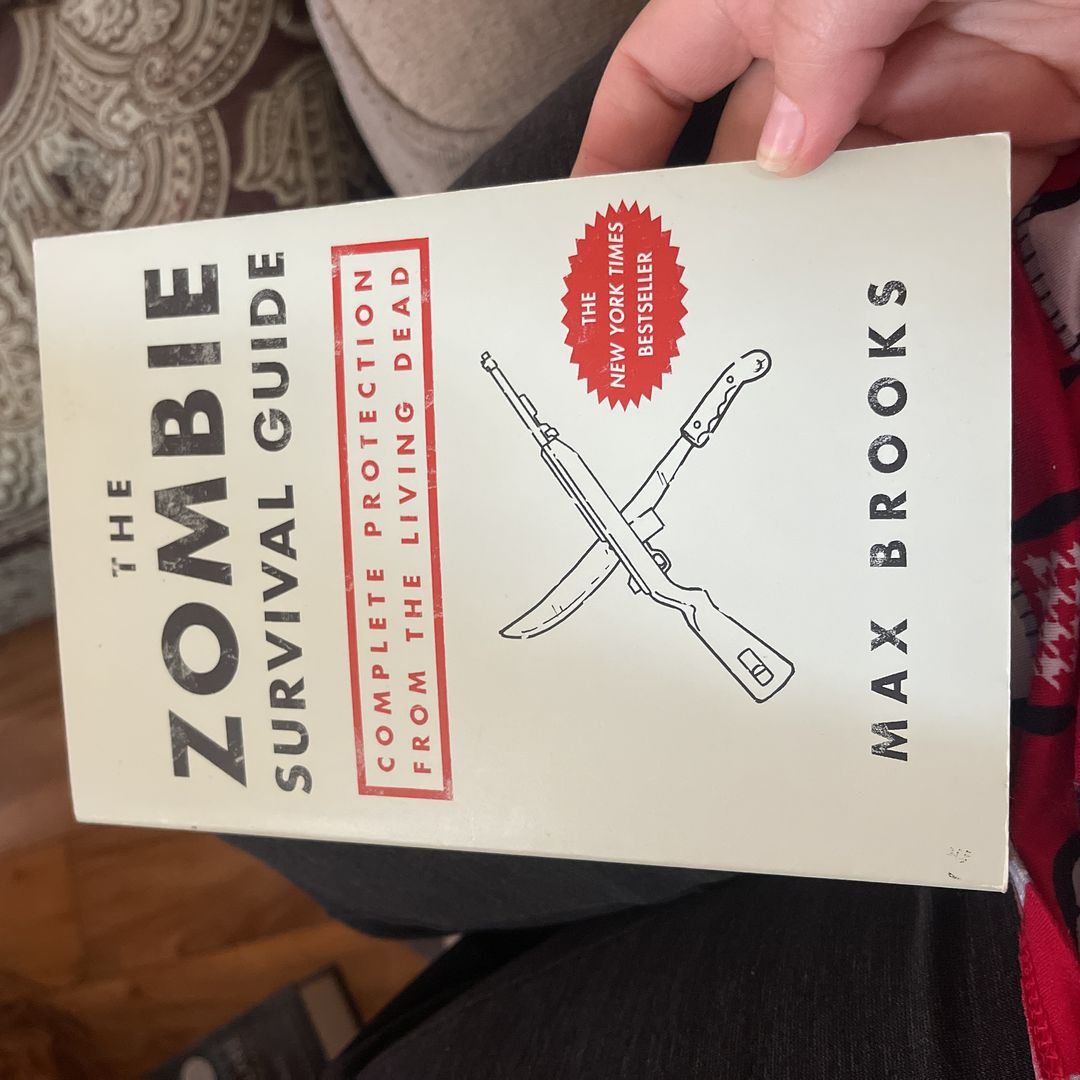 THE
ZOMBIE
SURVIVAL GUIDE
COMPLETE PROTECTION
FROM THE LIVING DEAD
THE
NEW YORK TIMES
BESTSELLER
MAX BROOKS